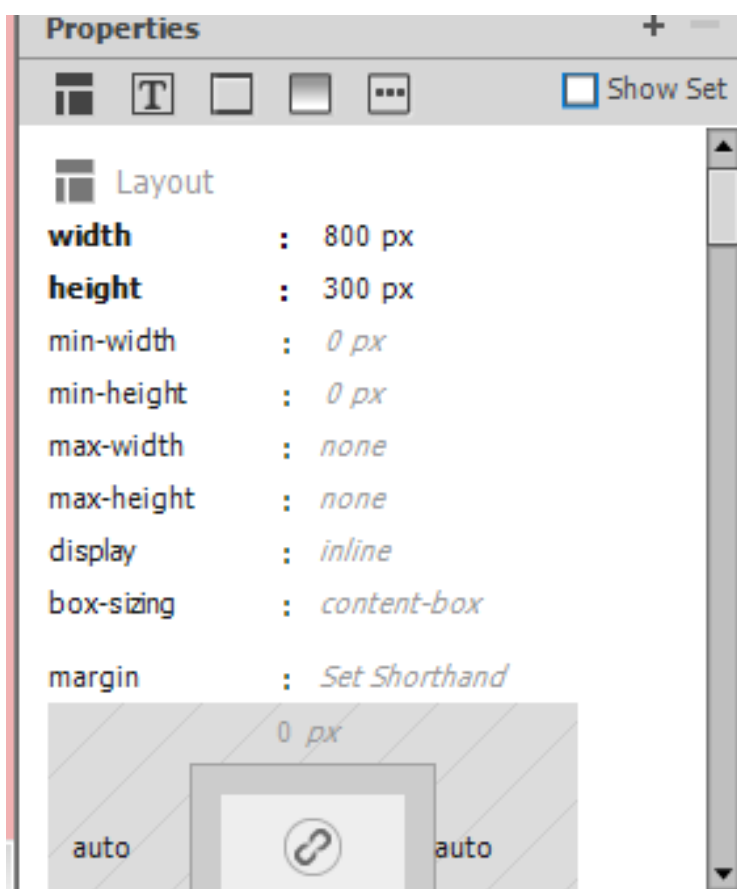 Properties
T
Show Set
Layout
width : 800 px
height : 300 px
min-width : 0 px
min-height : 0 px
max-width : none
max-height : none
display : inline
box-sizing : content-box
margin : Set Shorthand
0 px
auto auto